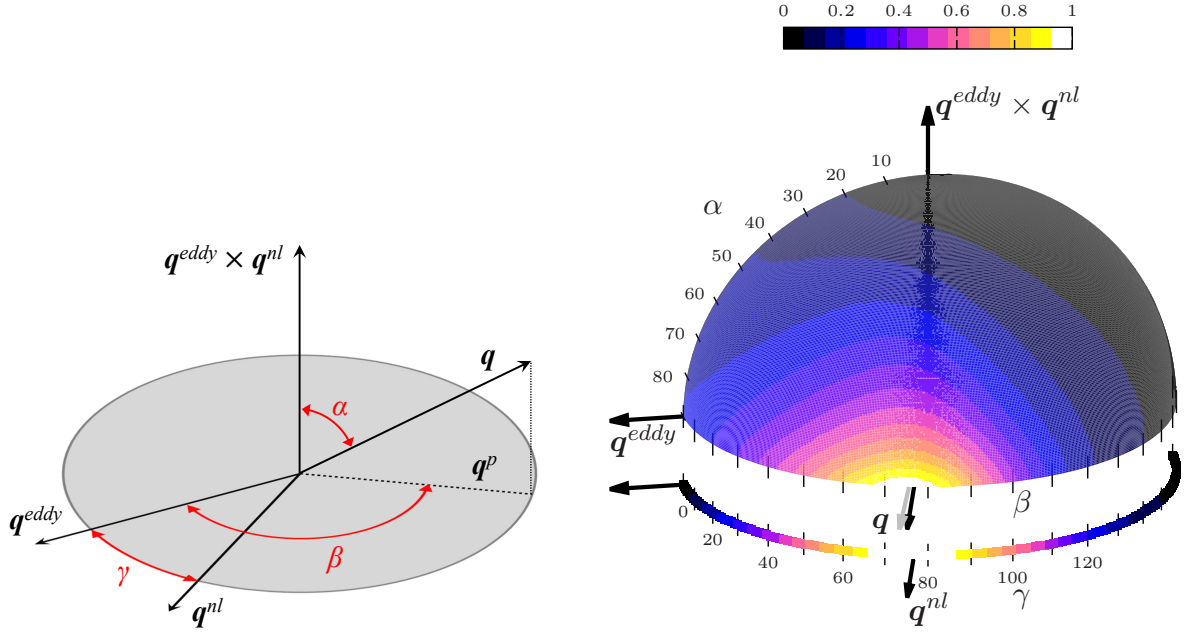 0 0.2 0.4 0.6 0.8 1
q^{eddy} × q^{nl}
10
20
30
α
40
50
60
70
80
q^{eddy}
q
β
0
20
40
60
80
100
120
q^{nl}
γ
q^{eddy} × q^{nl}
q
α
q^p
q^{eddy}
β
γ
q^{nl}